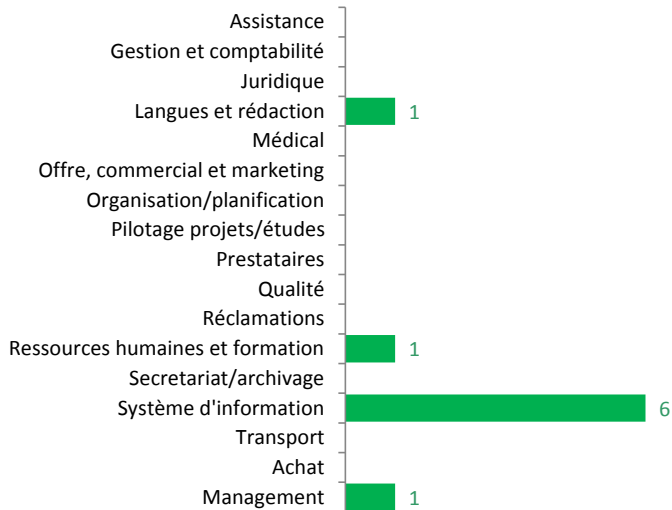 Assistance
Gestion et comptabilité
Juridique
Langues et rédaction 1
Médical
Offre, commercial et marketing
Organisation/planification
Pilotage projets/études
Prestataires
Qualité
Réclamations
Ressources humaines et formation 1
Secretariat/archivage
Système d'information 6
Transport
Achat
Management 1